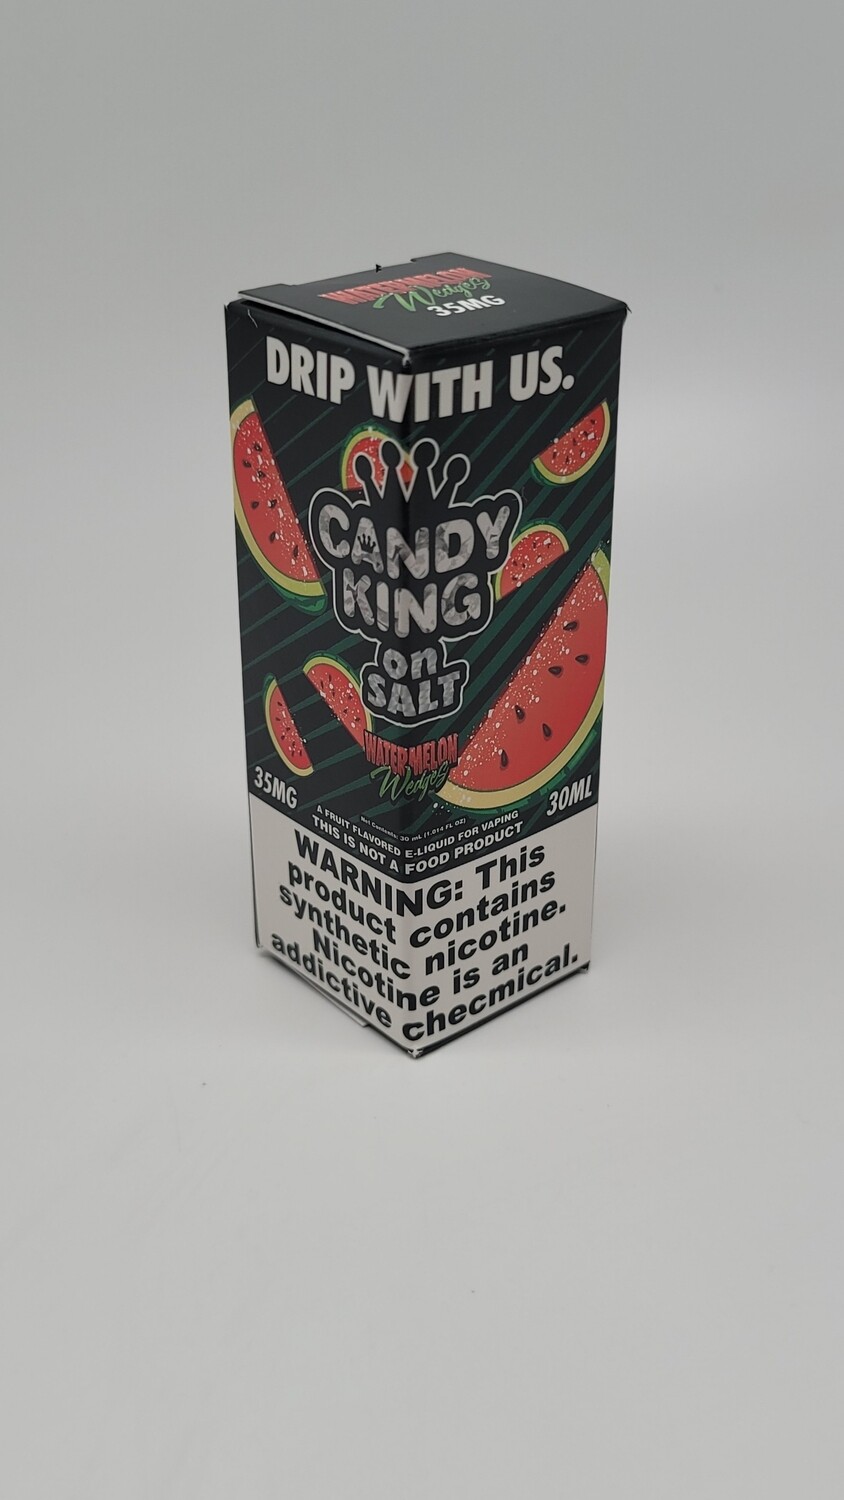 WATERMELON
Wedges
35MG
DRIP WITH US.
CANDY
KING
on
SALT
WATERMELON
Wedges
35MG
30ML
Net Contents: 30 mL (1.014 FL OZ)
A FRUIT FLAVORED E-LIQUID FOR VAPING
THIS IS NOT A FOOD PRODUCT
WARNING: This
product contains
synthetic nicotine.
Nicotine is an
addictive checmical.